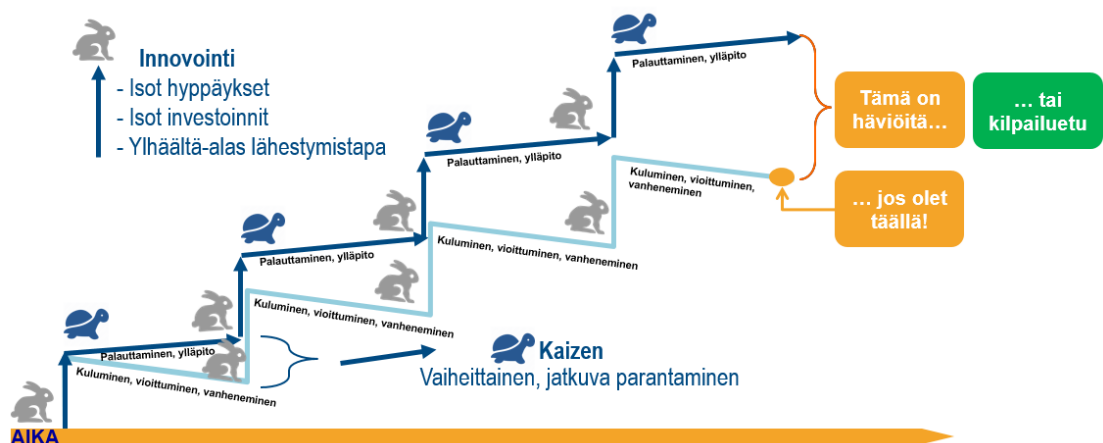 Innovointi
- Isot hyppäykset
- Isot investoinnit
- Ylhäältä-alas lähestymistapa
Palauttaminen, ylläpito
Tämä on
häviöitä…
… tai
kilpailuetu
Palauttaminen, ylläpito
Kuluminen, vioittuminen,
vanheneminen
… jos olet
täällä!
Palauttaminen, ylläpito
Kuluminen, vioittuminen, vanheneminen
Kuluminen, vioittuminen, vanheneminen
Palauttaminen, ylläpito
Kuluminen, vioittuminen, vanheneminen
Kaizen
Vaiheittainen, jatkuva parantaminen
AIKA